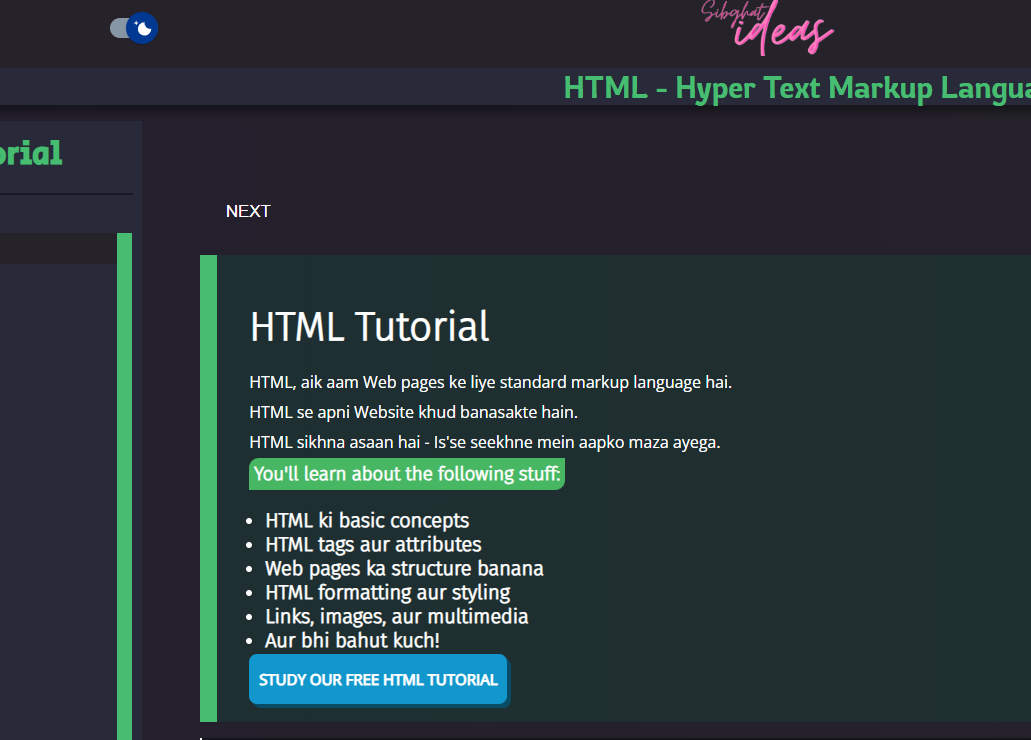 Sibghat
ideas
HTML - Hyper Text Markup Langua
orial
NEXT
HTML Tutorial
HTML, aik aam Web pages ke liye standard markup language hai.
HTML se apni Website khud banasakte hain.
HTML sikhna asaan hai - Is'se seekhne mein aapko maza ayega.
You'll learn about the following stuff:
HTML ki basic concepts
HTML tags aur attributes
Web pages ka structure banana
HTML formatting aur styling
Links, images, aur multimedia
Aur bhi bahut kuch!
STUDY OUR FREE HTML TUTORIAL